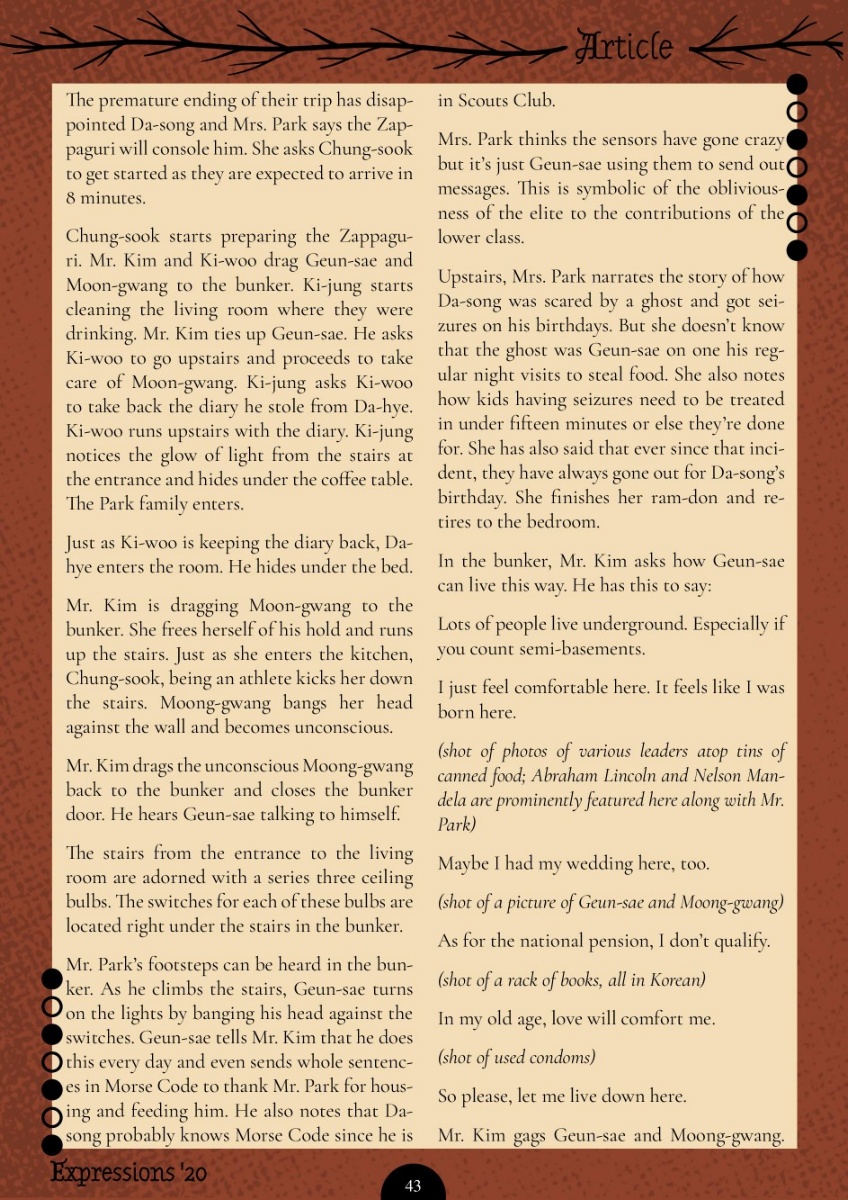 Article
The premature ending of their trip has disap-
pointed Da-song and Mrs. Park says the Zap-
paguri will console him. She asks Chung-sook
to get started as they are expected to arrive in
8 minutes.
Chung-sook starts preparing the Zappagu-
ri. Mr. Kim and Ki-woo drag Geun-sae and
Moon-gwang to the bunker. Ki-jung starts
cleaning the living room where they were
drinking. Mr. Kim ties up Geun-sae. He asks
Ki-woo to go upstairs and proceeds to take
care of Moon-gwang. Ki-jung asks Ki-woo
to take back the diary he stole from Da-hye.
Ki-woo runs upstairs with the diary. Ki-jung
notices the glow of light from the stairs at
the entrance and hides under the coffee table.
The Park family enters.
Just as Ki-woo is keeping the diary back, Da-
hye enters the room. He hides under the bed.
Mr. Kim is dragging Moon-gwang to the
bunker. She frees herself of his hold and runs
up the stairs. Just as she enters the kitchen,
Chung-sook, being an athlete kicks her down
the stairs. Moong-gwang bangs her head
against the wall and becomes unconscious.
Mr. Kim drags the unconscious Moong-gwang
back to the bunker and closes the bunker
door. He hears Geun-sae talking to himself.
The stairs from the entrance to the living
room are adorned with a series three ceiling
bulbs. The switches for each of these bulbs are
located right under the stairs in the bunker.
Mr. Park's footsteps can be heard in the bun-
ker. As he climbs the stairs, Geun-sae turns
on the lights by banging his head against the
switches. Geun-sae tells Mr. Kim that he does
this every day and even sends whole sentenc-
es in Morse Code to thank Mr. Park for hous-
ing and feeding him. He also notes that Da-
song probably knows Morse Code since he is
in Scouts Club.
Mrs. Park thinks the sensors have gone crazy
but it's just Geun-sae using them to send out
messages. This is symbolic of the oblivious-
ness of the elite to the contributions of the
lower class.
Upstairs, Mrs. Park narrates the story of how
Da-song was scared by a ghost and got sei-
zures on his birthdays. But she doesn't know
that the ghost was Geun-sae on one his reg-
ular night visits to steal food. She also notes
how kids having seizures need to be treated
in under fifteen minutes or else they're done
for. She has also said that ever since that inci-
dent, they have always gone out for Da-song's
birthday. She finishes her ram-don and re-
tires to the bedroom.
In the bunker, Mr. Kim asks how Geun-sae
can live this way. He has this to say:
Lots of people live underground. Especially if
you count semi-basements.
I just feel comfortable here. It feels like I was
born here.
(shot of photos of various leaders atop tins of
canned food; Abraham Lincoln and Nelson Man-
dela are prominently featured here along with Mr.
Park)
Maybe I had my wedding here, too.
(shot of a picture of Geun-sae and Moong-gwang)
As for the national pension, I don't qualify.
(shot of a rack of books, all in Korean)
In my old age, love will comfort me.
(shot of used condoms)
So please, let me live down here.
Mr. Kim gags Geun-sae and Moong-gwang.
Expressions '20
43